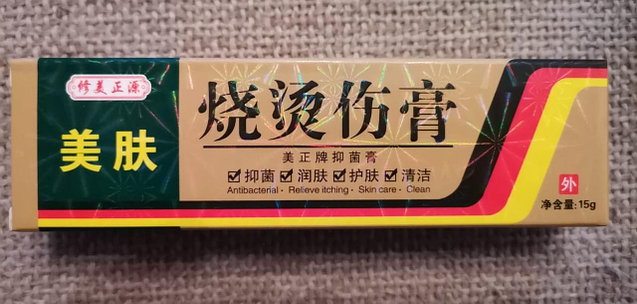 修美正源
美肤
烧烫伤膏
美正牌抑菌膏
☑抑菌 ☑润肤 ☑护肤 ☑清洁
Antibacterial · Relieve itching · Skin care · Clean
外
净含量: 15g